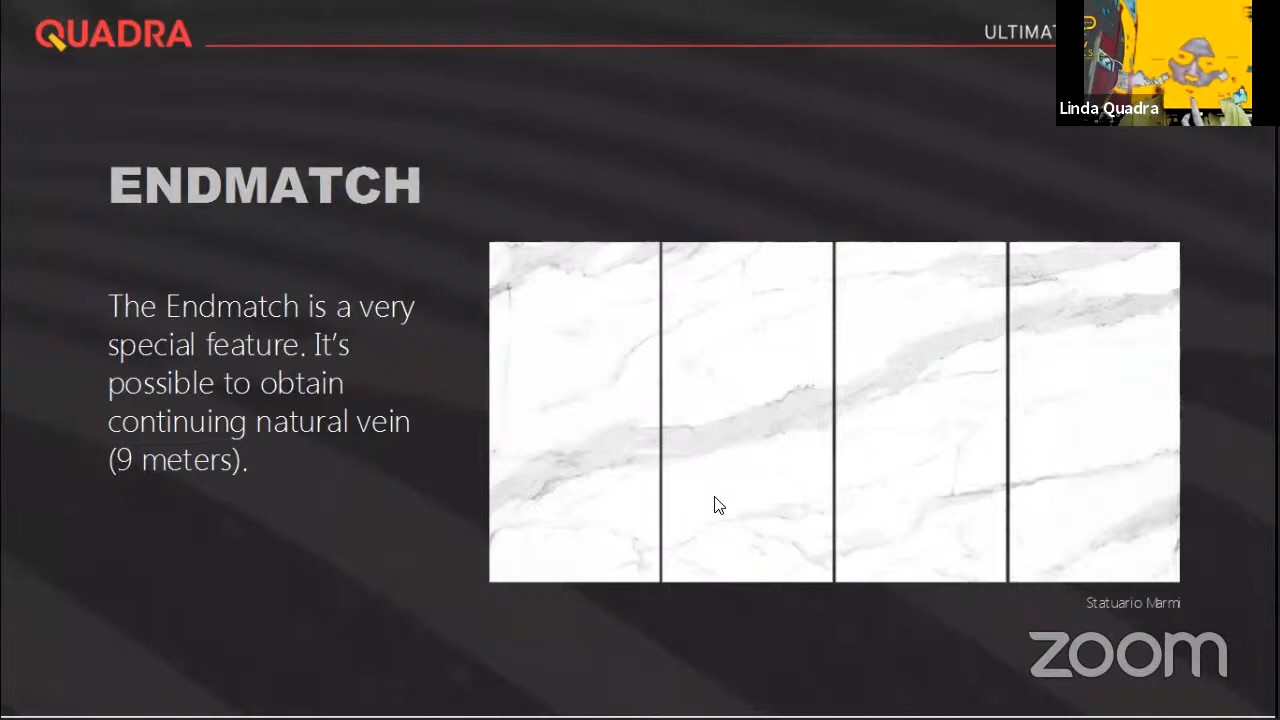 QUADRA
ULTIMAT
Linda Quadra
ENDMATCH
The Endmatch is a very
special feature. It’s
possible to obtain
continuing natural vein
(9 meters).
Statuario Marmi
zoom